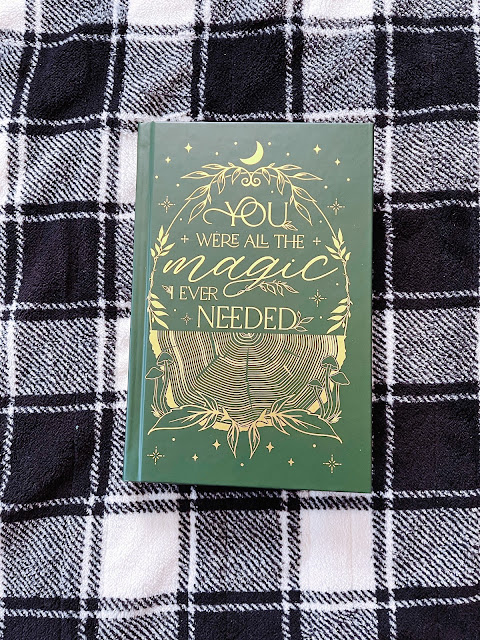 YOU
WERE ALL THE
magic
I EVER
NEEDED